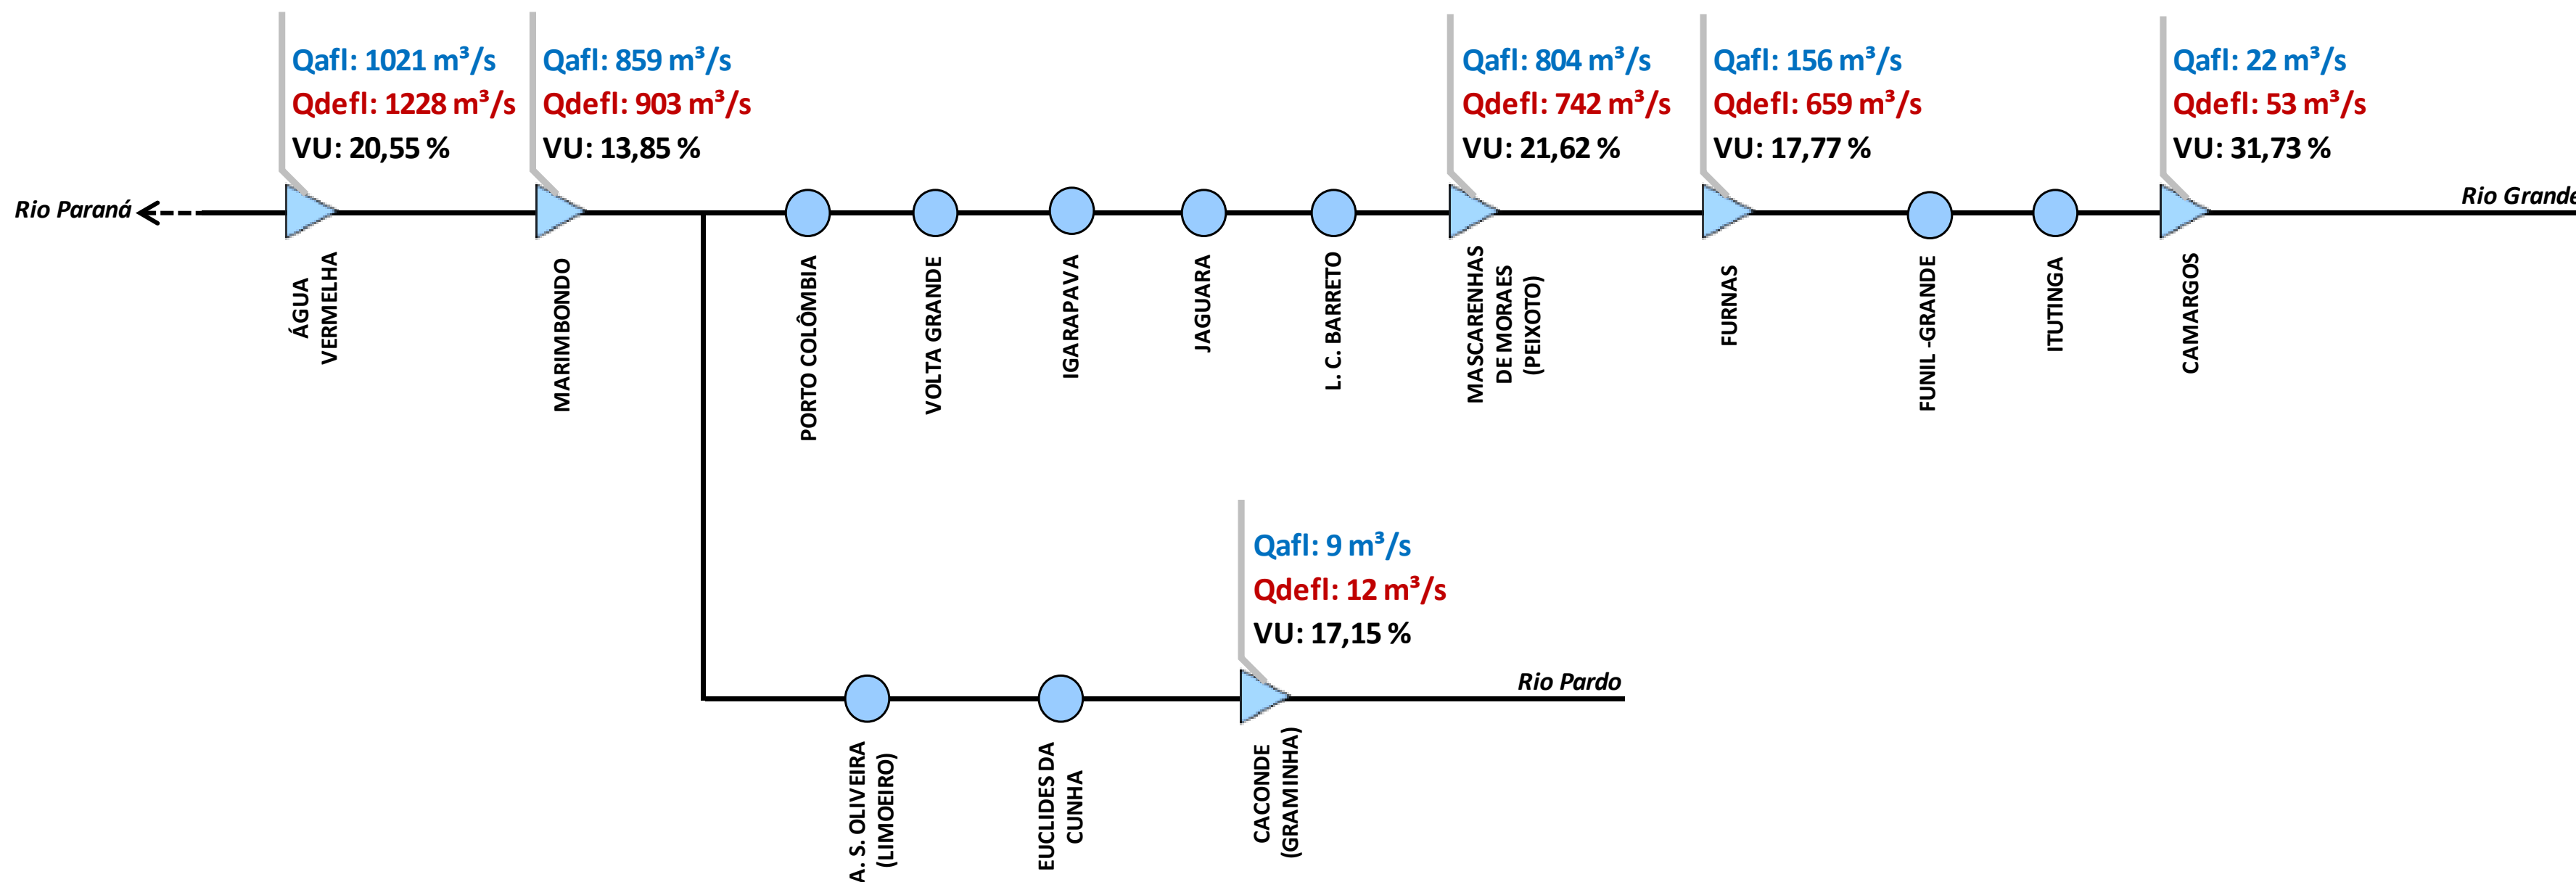 Qafl: 1021 m³/s
Qdefl: 1228 m³/s
VU: 20,55 %
Qafl: 859 m³/s
Qdefl: 903 m³/s
VU: 13,85 %
Qafl: 804 m³/s
Qdefl: 742 m³/s
VU: 21,62 %
Qafl: 156 m³/s
Qdefl: 659 m³/s
VU: 17,77 %
Qafl: 22 m³/s
Qdefl: 53 m³/s
VU: 31,73 %
Rio Paraná
Rio Grande
ÁGUA
VERMELHA
MARIMBONDO
PORTO COLÔMBIA
VOLTA GRANDE
IGARAPAVA
JAGUARA
L. C. BARRETO
MASCARENHAS
DE MORAES
(PEIXOTO)
FURNAS
FUNIL -GRANDE
ITUTINGA
CAMARGOS
Qafl: 9 m³/s
Qdefl: 12 m³/s
VU: 17,15 %
Rio Pardo
A. S. OLIVEIRA
(LIMOEIRO)
EUCLIDES DA
CUNHA
CACONDE
(GRAMINHA)